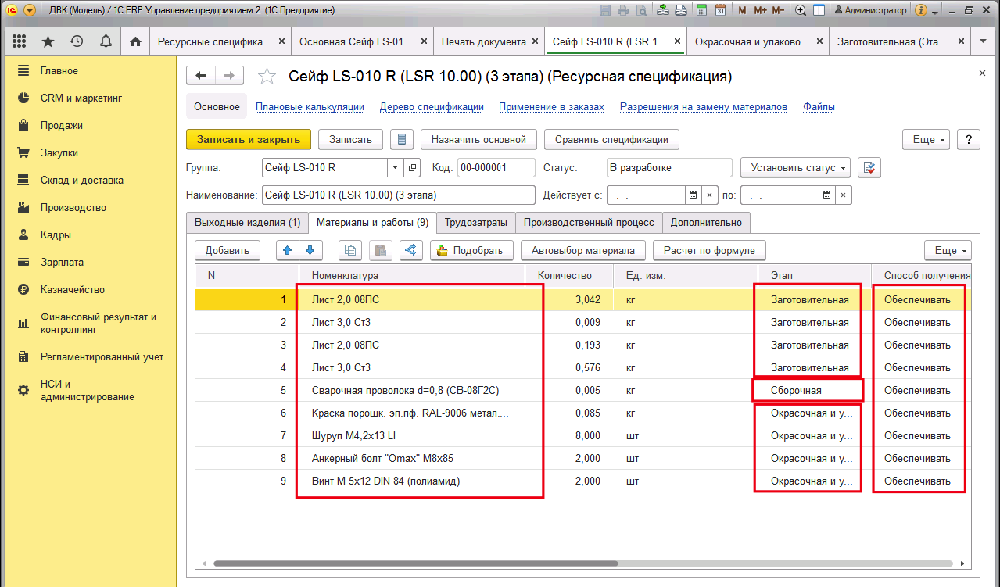 ДВК (Модель) / 1С:ERP Управление предприятием 2 (1С:Предприятие)
M M+ M- Администратор
Ресурсные специфика... × Основная Сейф LS-01... × Печать документа × Сейф LS-010 R (LSR 1... × Окрасочная и упаково... × Заготовительная (Эта... ×
Главное
CRM и маркетинг
Продажи
Закупки
Склад и доставка
Производство
Кадры
Зарплата
Казначейство
Финансовый результат и
контроллинг
Регламентированный учет
НСИ и
администрирование
Сейф LS-010 R (LSR 10.00) (3 этапа) (Ресурсная спецификация)
Основное Плановые калькуляции Дерево спецификации Применение в заказах Разрешения на замену материалов Файлы
Записать и закрыть Записать Назначить основной Сравнить спецификации Еще ?
Группа: Сейф LS-010 R Код: 00-000001 Статус: В разработке Установить статус
Наименование: Сейф LS-010 R (LSR 10.00) (3 этапа) Действует с: . . по: . .
Выходные изделия (1) Материалы и работы (9) Трудозатраты Производственный процесс Дополнительно
Добавить Подобрать Автовыбор материала Расчет по формуле Еще
N Номенклатура Количество Ед. изм. Этап Способ получения
1 Лист 2,0 08ПС 3,042 кг Заготовительная Обеспечивать
2 Лист 3,0 Ст3 0,009 кг Заготовительная Обеспечивать
3 Лист 2,0 08ПС 0,193 кг Заготовительная Обеспечивать
4 Лист 3,0 Ст3 0,576 кг Заготовительная Обеспечивать
5 Сварочная проволока d=0,8 (СВ-08Г2С) 0,005 кг Сборочная Обеспечивать
6 Краска порошк. эп.пф. RAL-9006 метал.... 0,085 кг Окрасочная и у... Обеспечивать
7 Шуруп М4,2х13 LI 8,000 шт Окрасочная и у... Обеспечивать
8 Анкерный болт "Omax" М8х85 2,000 шт Окрасочная и у... Обеспечивать
9 Винт М 5х12 DIN 84 (полиамид) 2,000 шт Окрасочная и у... Обеспечивать